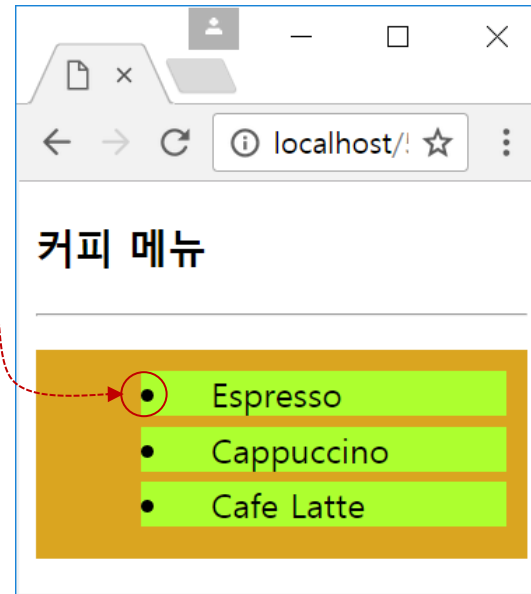 localhost/
커피 메뉴
Espresso
Cappuccino
Cafe Latte